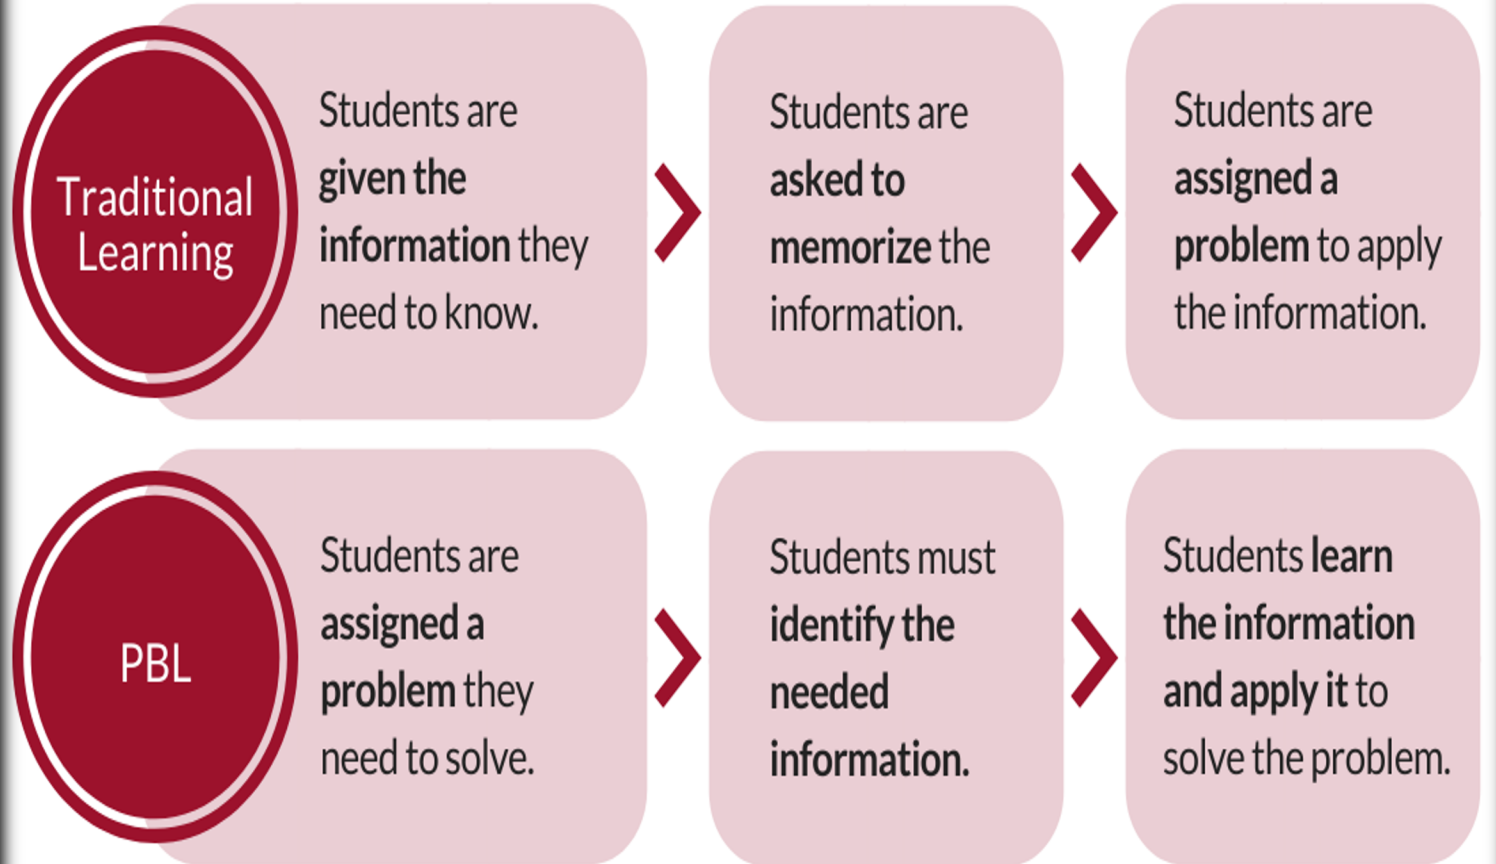 Traditional
Learning
Students are
given the
information they
need to know.
Students are
asked to
memorize the
information.
Students are
assigned a
problem to apply
the information.
PBL
Students are
assigned a
problem they
need to solve.
Students must
identify the
needed
information.
Students learn
the information
and apply it to
solve the problem.